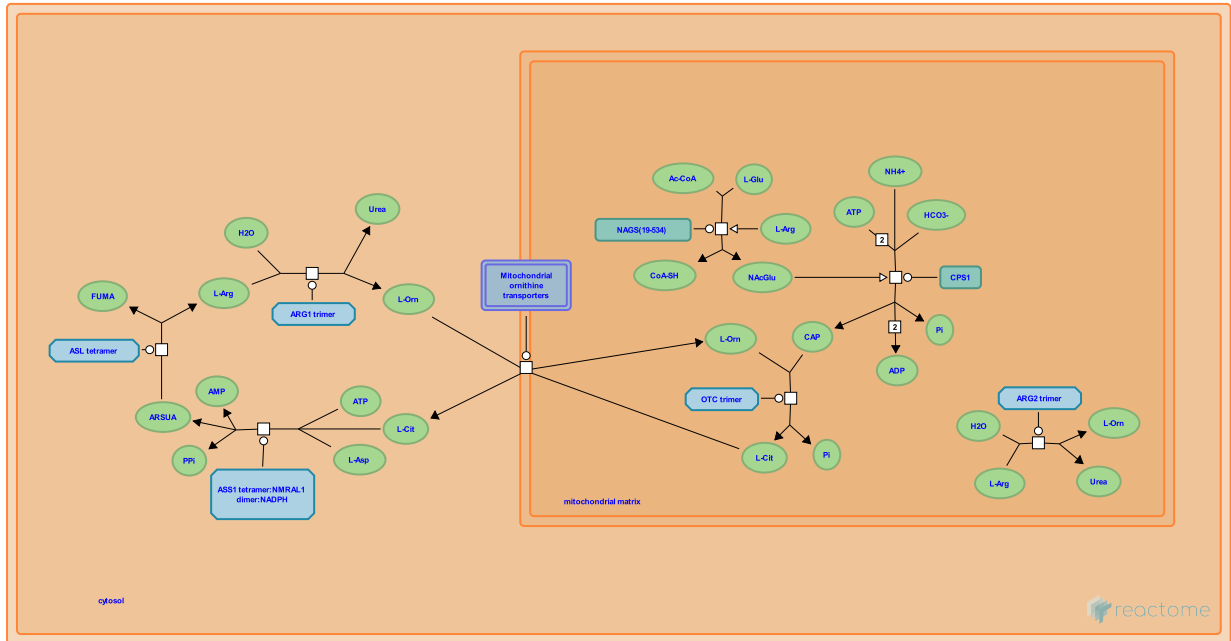 NH4+
Ac-CoA
L-Glu
Urea
ATP
HCO3-
2
H2O
NAGS(19-534)
L-Arg
Mitochondrial
ornithine
transporters
CoA-SH
NAcGlu
CPS1
FUMA
L-Arg
L-Orn
ARG1 trimer
2
Pi
L-Orn
CAP
ASL tetramer
ADP
AMP
ATP
OTC trimer
ARG2 trimer
ARSUA
L-Cit
H2O
L-Orn
PPi
L-Asp
L-Cit
Pi
L-Arg
Urea
ASS1 tetramer:NMRAL1
dimer:NADPH
mitochondrial matrix
cytosol
reactome